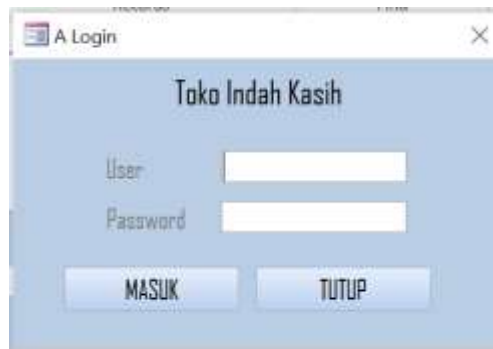 A Login
Toko Indah Kasih
User
Password
MASUK
TUTUP